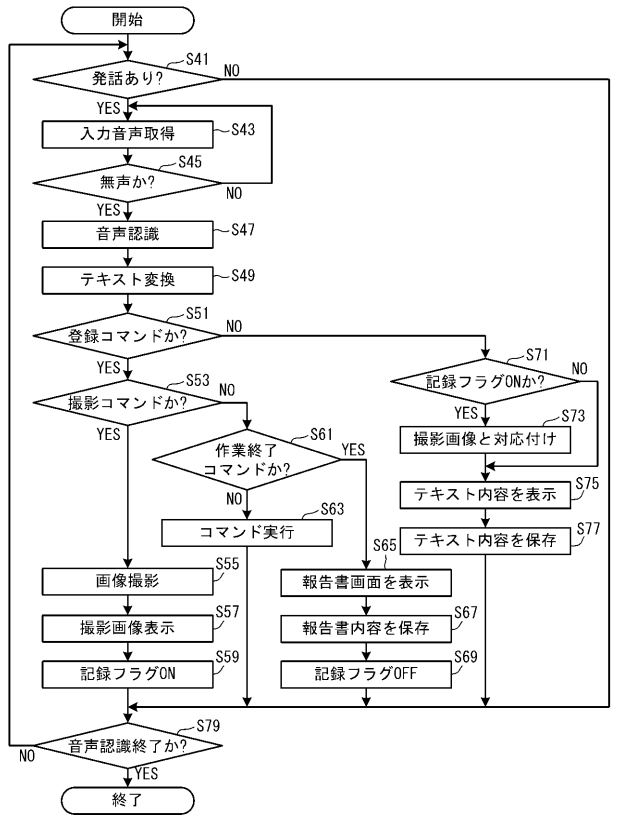 開始
S41
発話あり?
NO
YES
入力音声取得
S43
S45
無声か?
NO
YES
音声認識
S47
テキスト変換
S49
S51
登録コマンドか?
NO
YES
S53
撮影コマンドか?
NO
YES
S71
記録フラグONか?
NO
YES
S73
撮影画像と対応付け
テキスト内容を表示
S75
テキスト内容を保存
S77
S61
作業終了
コマンドか?
YES
NO
S63
コマンド実行
S65
報告書画面を表示
S67
報告書内容を保存
S69
記録フラグOFF
画像撮影
S55
撮影画像表示
S57
記録フラグON
S59
S79
音声認識終了か?
NO
YES
終了